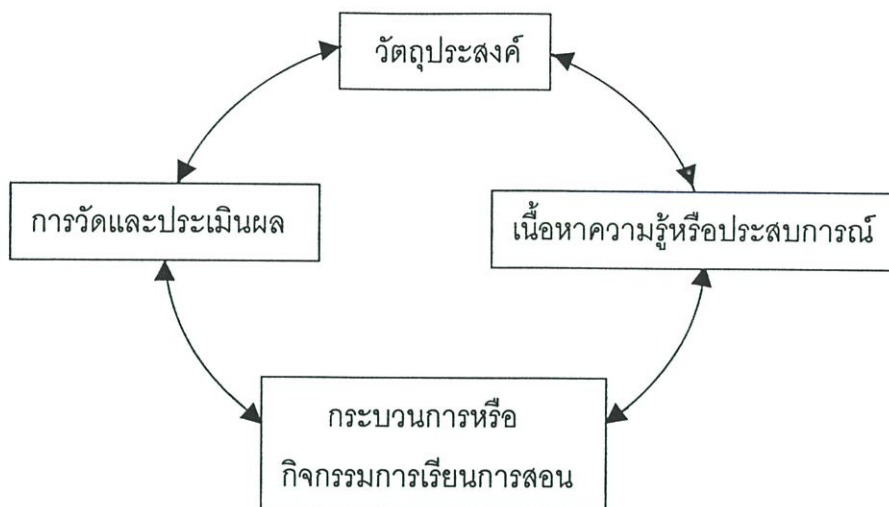 วัตถุประสงค์
การวัดและประเมินผล
เนื้อหาความรู้หรือประสบการณ์
กระบวนการหรือ
กิจกรรมการเรียนการสอน